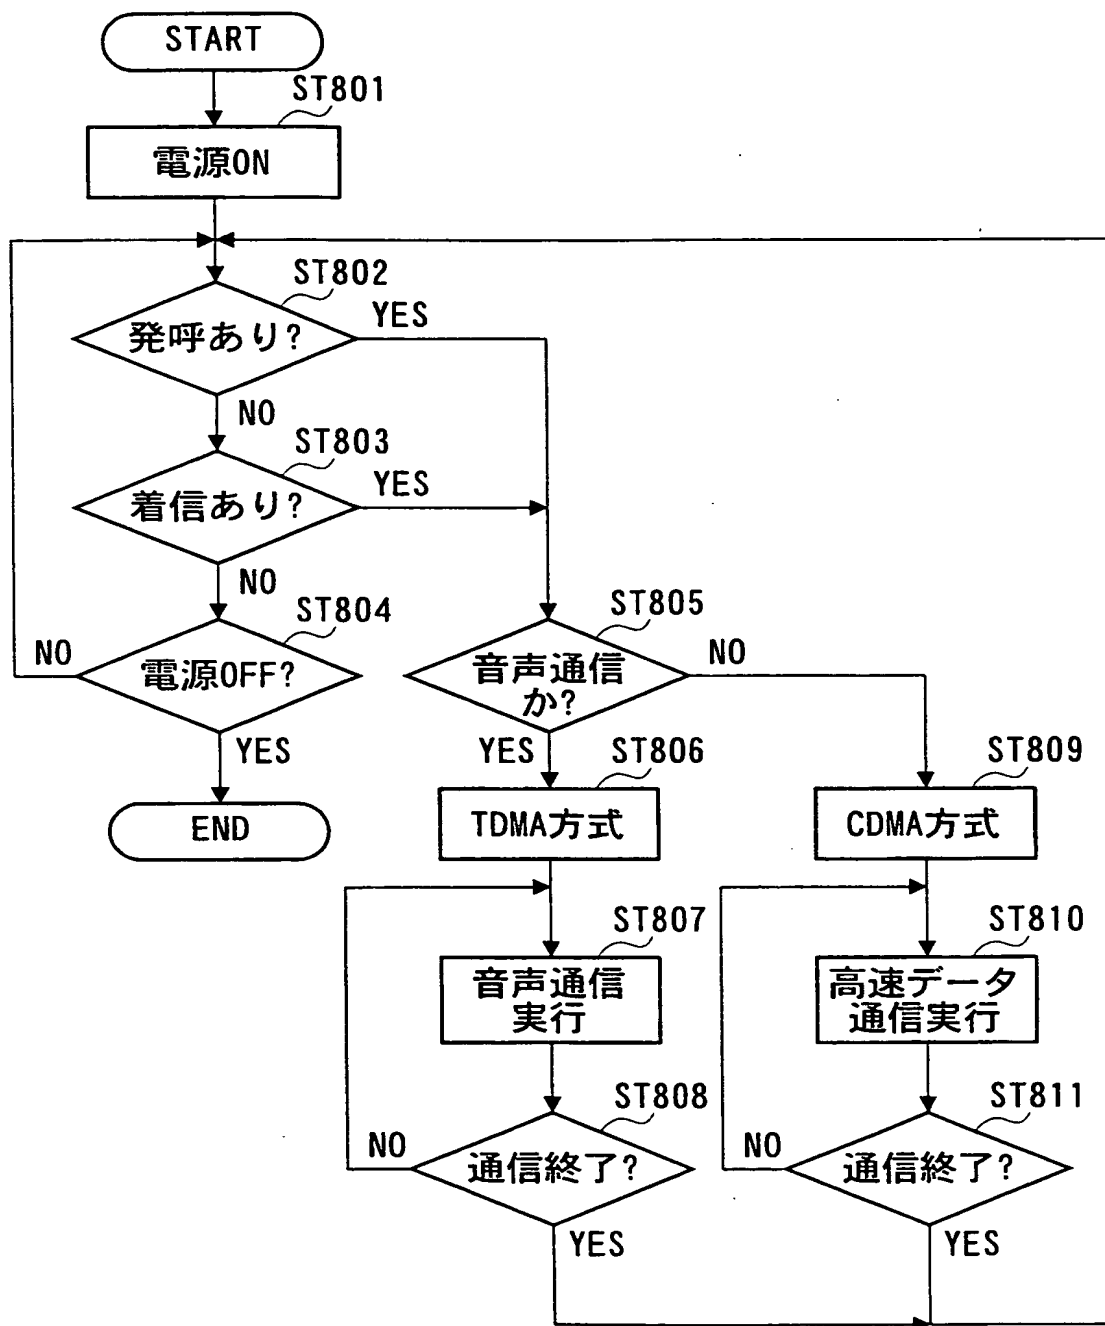 START
ST801
電源ON
ST802
発呼あり?
YES
NO
ST803
着信あり?
YES
NO
ST804
電源OFF?
NO
YES
END
ST805
音声通信
か?
NO
YES
ST806
TDMA方式
ST807
音声通信
実行
ST808
通信終了?
NO
YES
ST809
CDMA方式
ST810
高速データ
通信実行
ST811
通信終了?
NO
YES